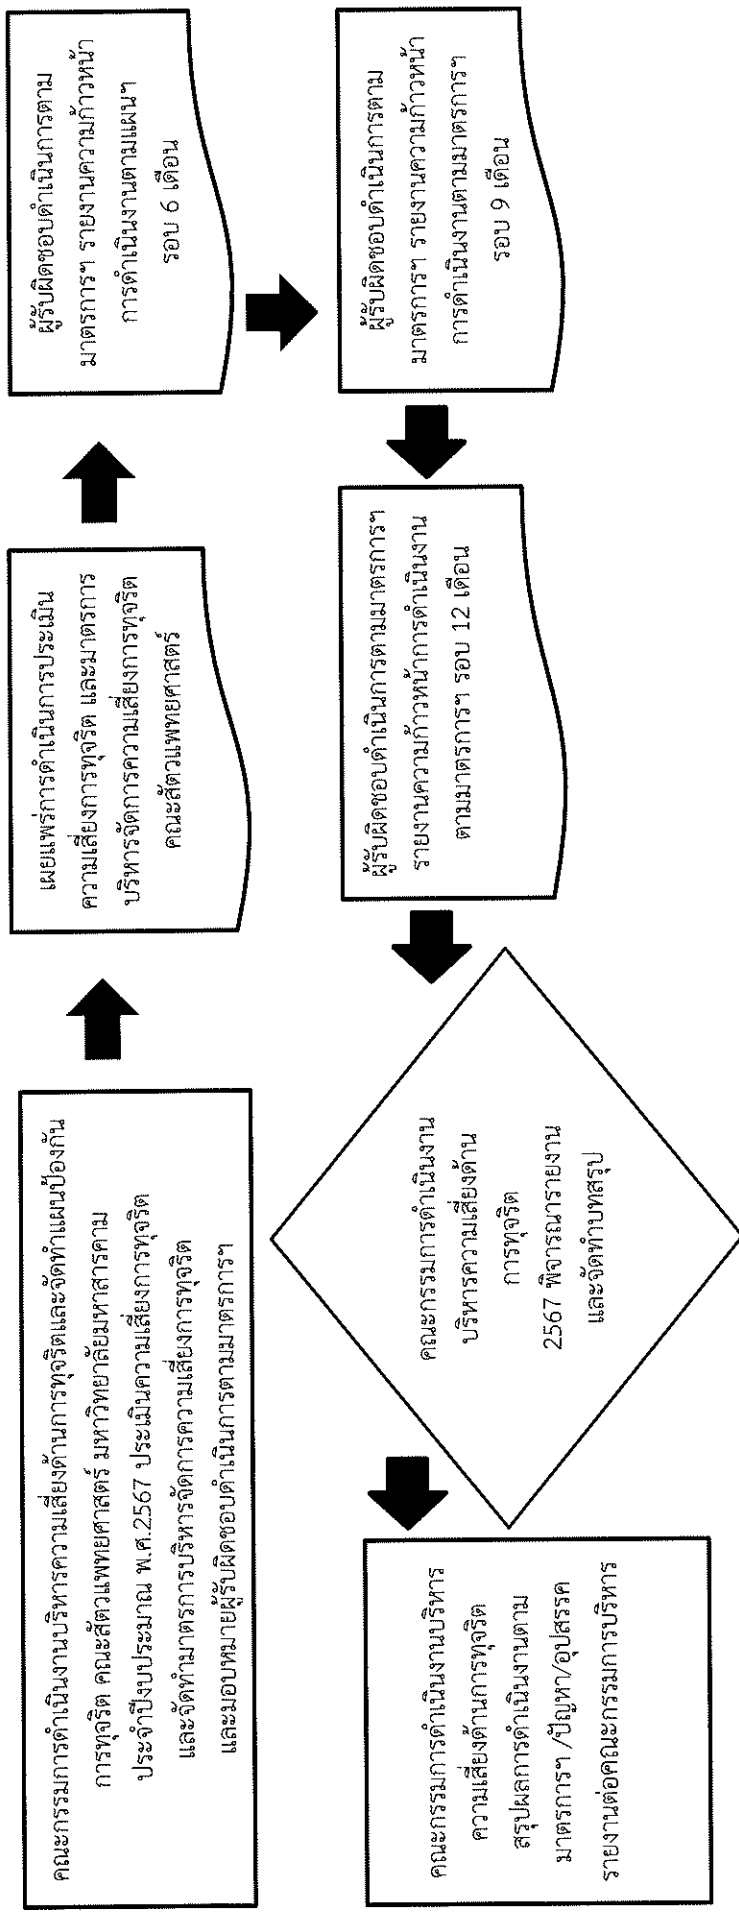 คณะกรรมการดำเนินงานบริหารความเสี่ยงด้านการทุจริตและจัดทำแผนป้องกัน
การทุจริต คณะสัตวแพทยศาสตร์ มหาวิทยาลัยมหาสารคาม
ประจำปีงบประมาณ พ.ศ.2567 ประเมินความเสี่ยงการทุจริต
และจัดทำมาตรการบริหารจัดการความเสี่ยงการทุจริต
และมอบหมายผู้รับผิดชอบดำเนินการตามมาตรการฯ
เผยแพร่การดำเนินการประเมิน
ความเสี่ยงการทุจริต และมาตรการ
บริหารจัดการความเสี่ยงการทุจริต
คณะสัตวแพทยศาสตร์
ผู้รับผิดชอบดำเนินการตาม
มาตรการฯ รายงานความก้าวหน้า
การดำเนินงานตามแผนฯ
รอบ 6 เดือน
ผู้รับผิดชอบดำเนินการตาม
มาตรการฯ รายงานความก้าวหน้า
การดำเนินงานตามมาตรการฯ
รอบ 9 เดือน
ผู้รับผิดชอบดำเนินการตามมาตรการฯ
รายงานความก้าวหน้าการดำเนินงาน
ตามมาตรการฯ รอบ 12 เดือน
คณะกรรมการดำเนินงาน
บริหารความเสี่ยงด้าน
การทุจริต
2567 พิจารณารายงาน
และจัดทำบทสรุป
คณะกรรมการดำเนินงานบริหาร
ความเสี่ยงด้านการทุจริต
สรุปผลการดำเนินงานตาม
มาตรการฯ /ปัญหา/อุปสรรค
รายงานต่อคณะกรรมการบริหาร